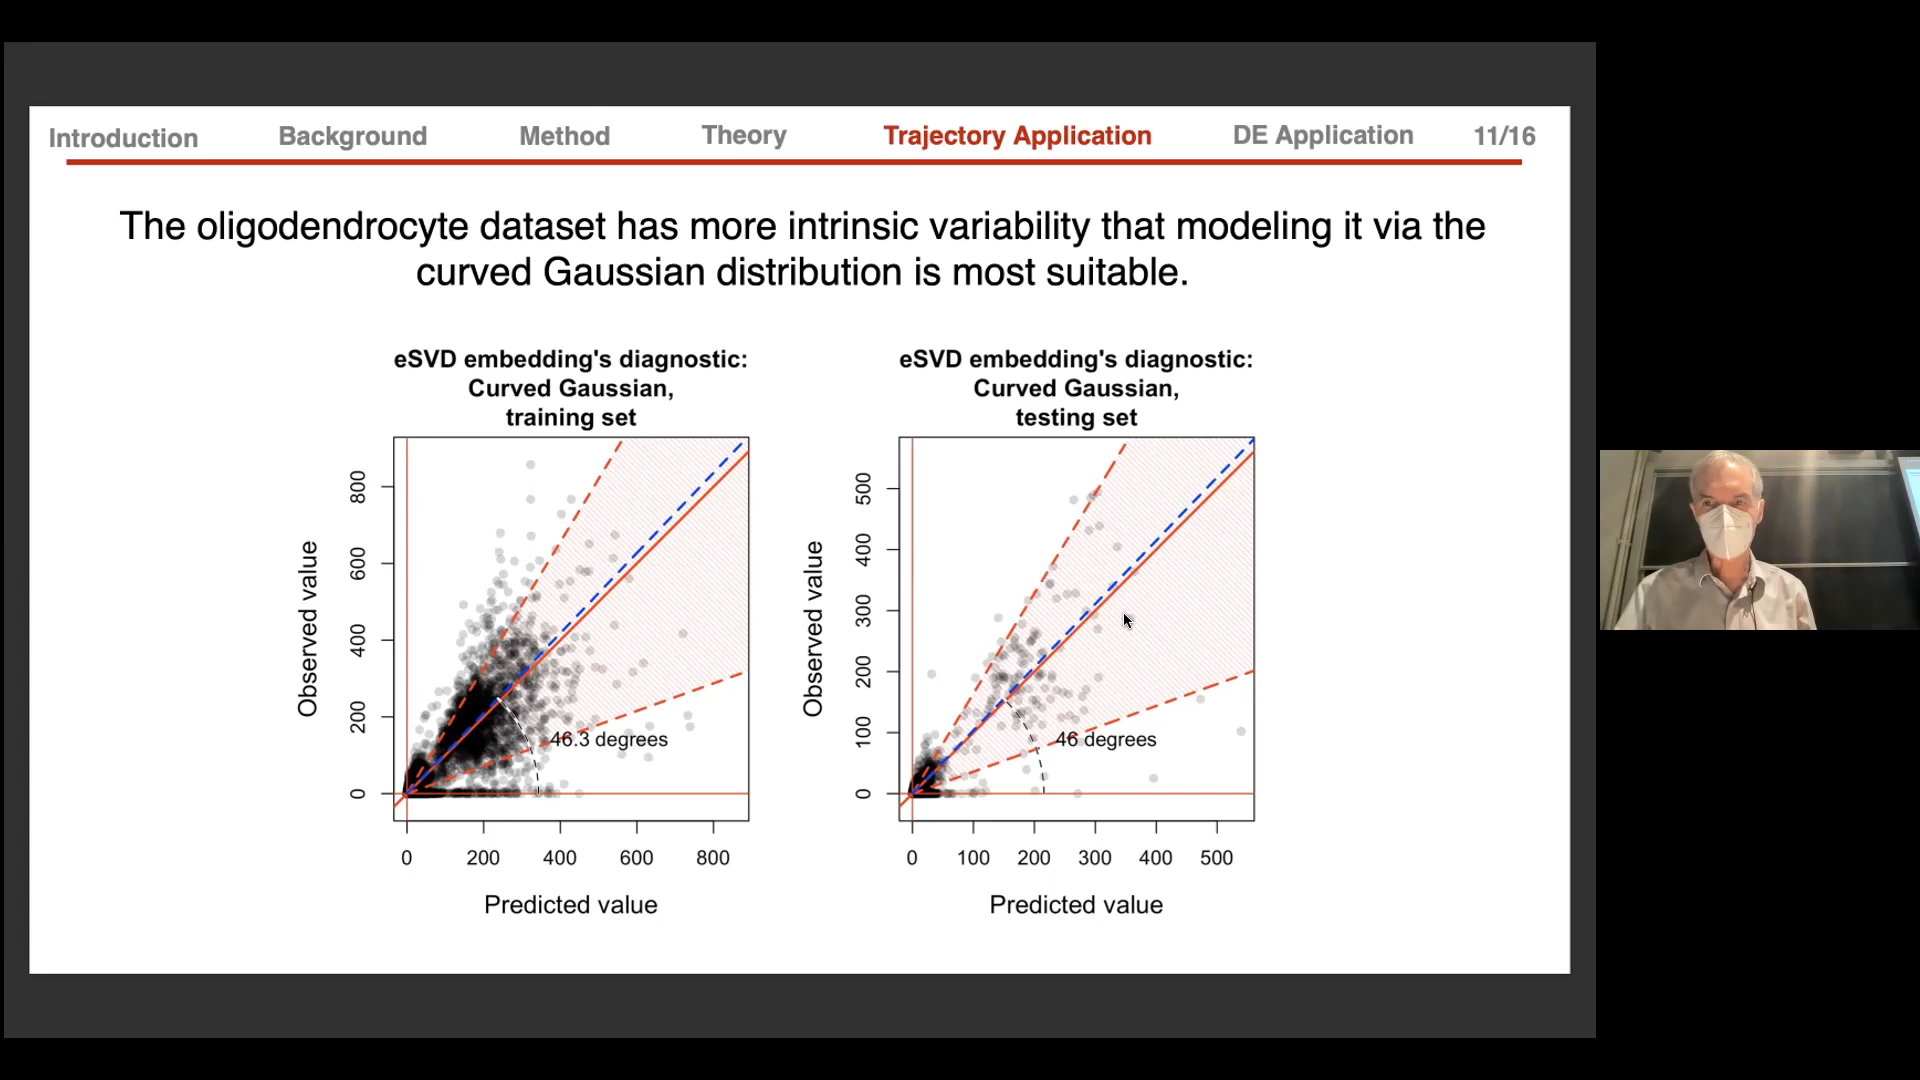 Introduction Background Method Theory Trajectory Application DE Application 11/16
The oligodendrocyte dataset has more intrinsic variability that modeling it via the
curved Gaussian distribution is most suitable.
eSVD embedding's diagnostic:
Curved Gaussian,
training set
Observed value
800
600
400
200
0
46.3 degrees
0 200 400 600 800
Predicted value
eSVD embedding's diagnostic:
Curved Gaussian,
testing set
Observed value
500
400
300
200
100
0
46 degrees
0 100 200 300 400 500
Predicted value